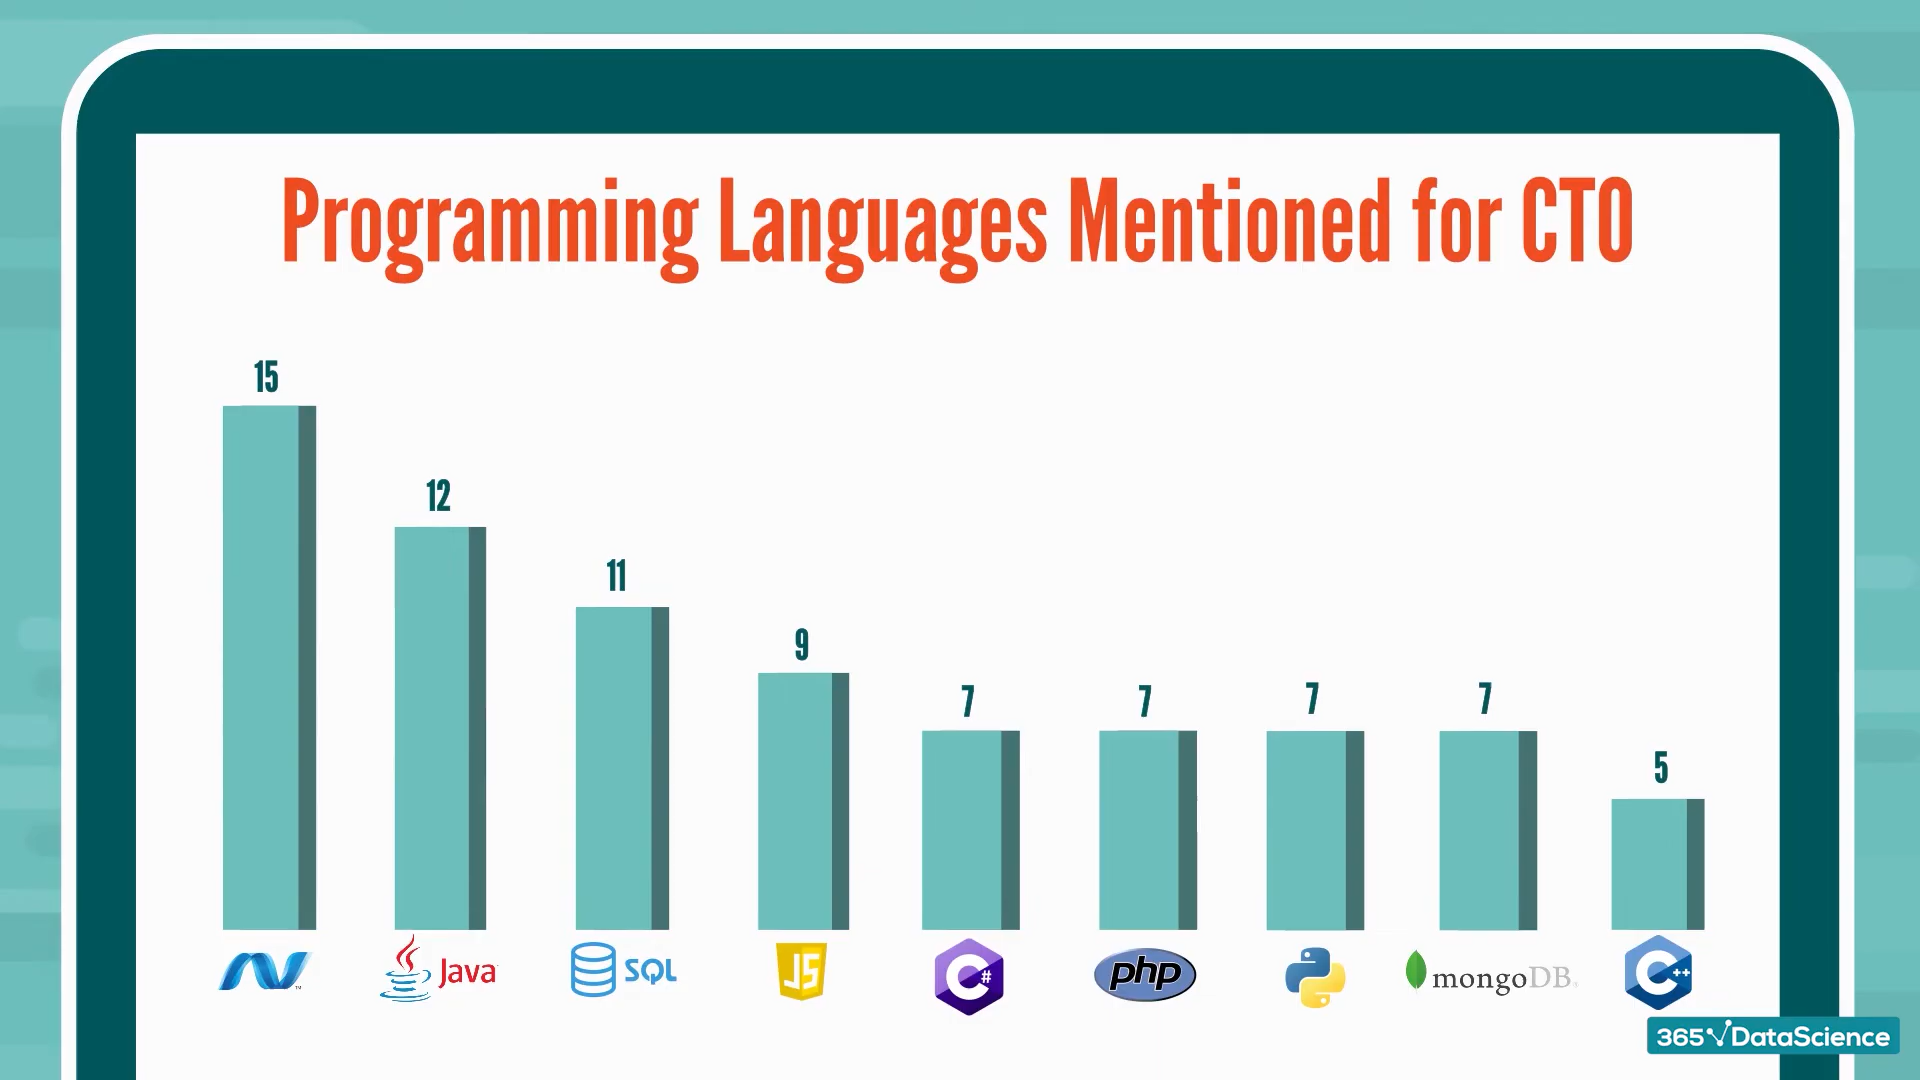 Programming Languages Mentioned for CTO
15
12
11
9
7
7
7
7
5
TM
Java
SQL
JS
C#
php
mongoDB
C++
365 DataScience